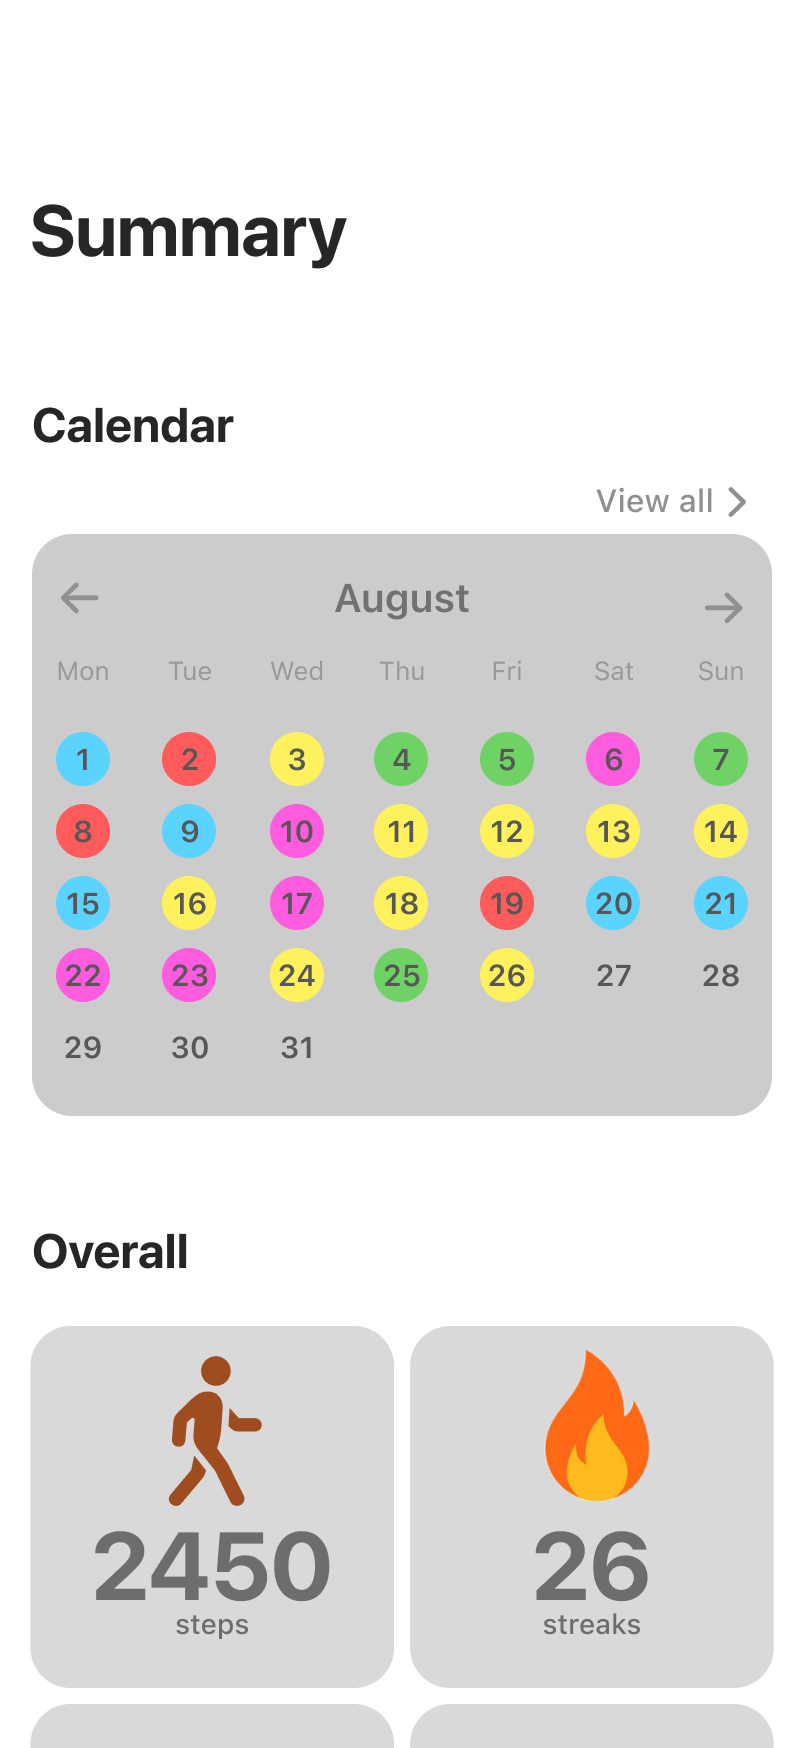 Summary
Calendar
View all
August
Mon Tue Wed Thu Fri Sat Sun
1 2 3 4 5 6 7
8 9 10 11 12 13 14
15 16 17 18 19 20 21
22 23 24 25 26 27 28
29 30 31
Overall
2450 26
steps streaks